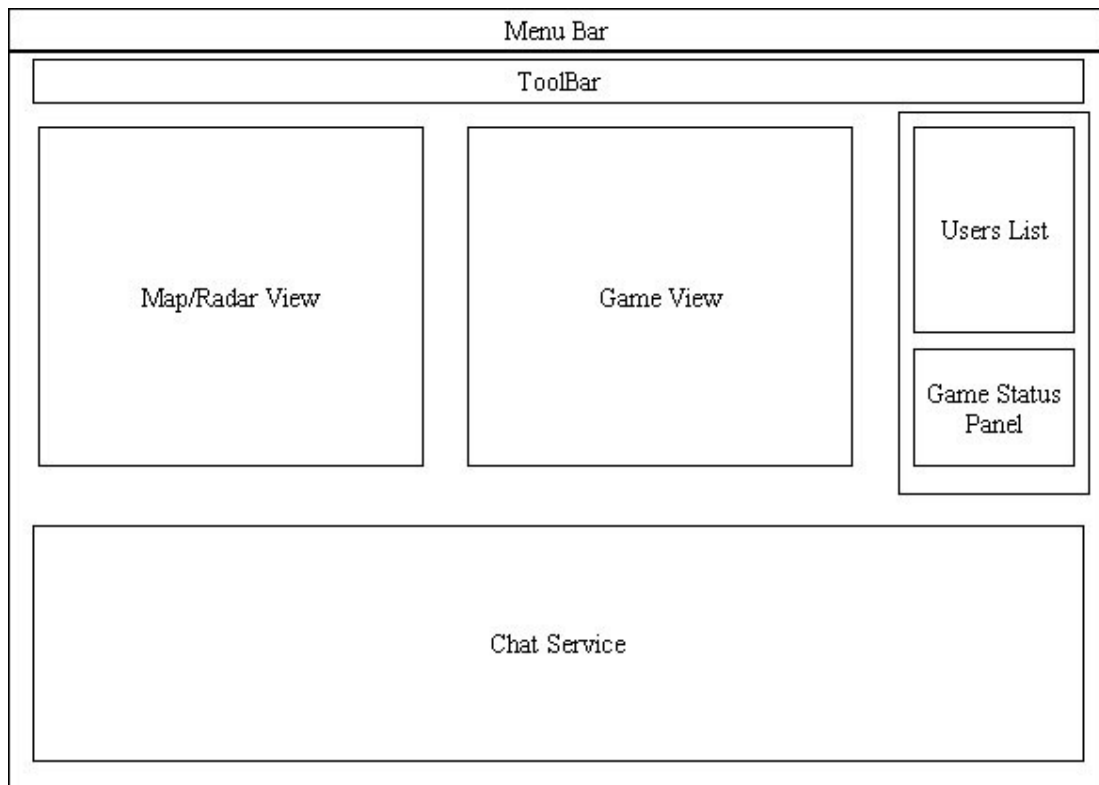 Menu Bar
ToolBar
Map/Radar View
Game View
Users List
Game Status
Panel
Chat Service